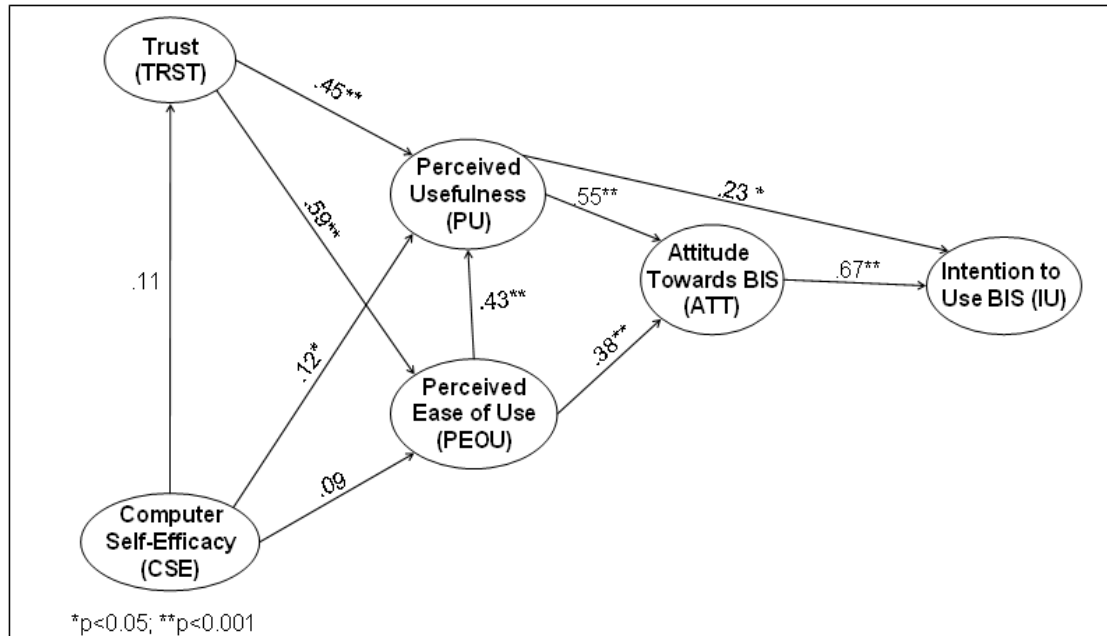 Trust
(TRST)
.45**
Perceived
Usefulness
(PU)
.23 *
.55**
.59**
Attitude
Towards BIS
(ATT)
.67**
Intention to
Use BIS (IU)
.11
.43**
.12*
.38**
Perceived
Ease of Use
(PEOU)
.09
Computer
Self-Efficacy
(CSE)
*p<0.05; **p<0.001